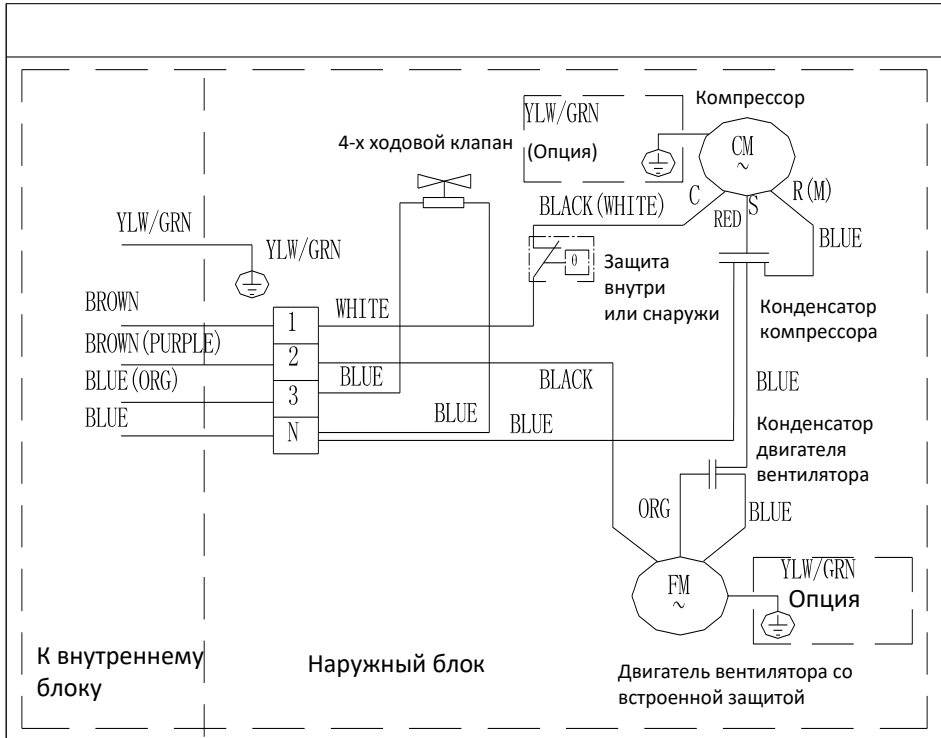 YLW/GRN
(Опция)
Компрессор
4-х ходовой клапан
CM
~
C
S
R(M)
BLACK(WHITE)
RED
BLUE
YLW/GRN
YLW/GRN
θ
Защита
внутри
или снаружи
Конденсатор
компрессора
BROWN
1
WHITE
BROWN(PURPLE)
2
BLUE(ORG)
3
BLUE
BLACK
BLUE
BLUE
N
BLUE
BLUE
Конденсатор
двигателя
вентилятора
ORG
BLUE
FM
~
YLW/GRN
Опция
К внутреннему
блоку
Наружный блок
Двигатель вентилятора со
встроенной защитой